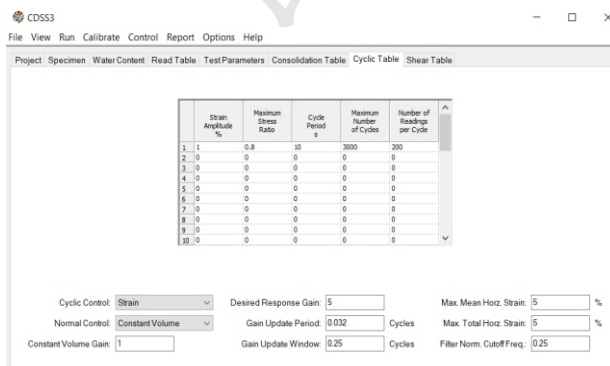 CDSS3
File View Run Calibrate Control Report Options Help
Project Specimen Water Content Read Table Test Parameters Consolidation Table Cyclic Table Shear Table
Strain Amplitude % Maximum Stress Ratio Cycle Period s Maximum Number of Cycles Number of Readings per Cycle
1 1 0.8 10 3000 200
2 0 0 0 0 0
3 0 0 0 0 0
4 0 0 0 0 0
5 0 0 0 0 0
6 0 0 0 0 0
7 0 0 0 0 0
8 0 0 0 0 0
9 0 0 0 0 0
10 0 0 0 0 0
Cyclic Control: Strain Desired Response Gain: 5 Max. Mean Horz. Strain: 5 %
Normal Control: Constant Volume Gain Update Period: 0.032 Cycles Max. Total Horz. Strain: 5 %
Constant Volume Gain: 1 Gain Update Window: 0.25 Cycles Filter Norm. Cutoff Freq.: 0.25